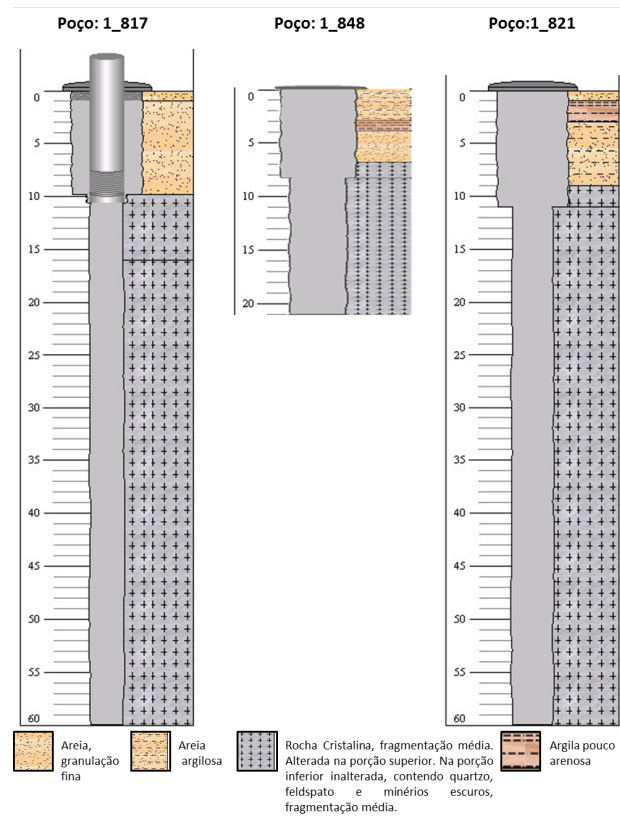 Poço: 1_817
Poço: 1_848
Poço:1_821
0
5
10
15
20
25
30
35
40
45
50
55
60
0
5
10
15
20
0
5
10
15
20
25
30
35
40
45
50
55
60
Areia,
granulação
fina
Areia
argilosa
Rocha Cristalina, fragmentação média.
Alterada na porção superior. Na porção
inferior inalterada, contendo quartzo,
feldspato e minérios escuros,
fragmentação média.
Argila pouco
arenosa